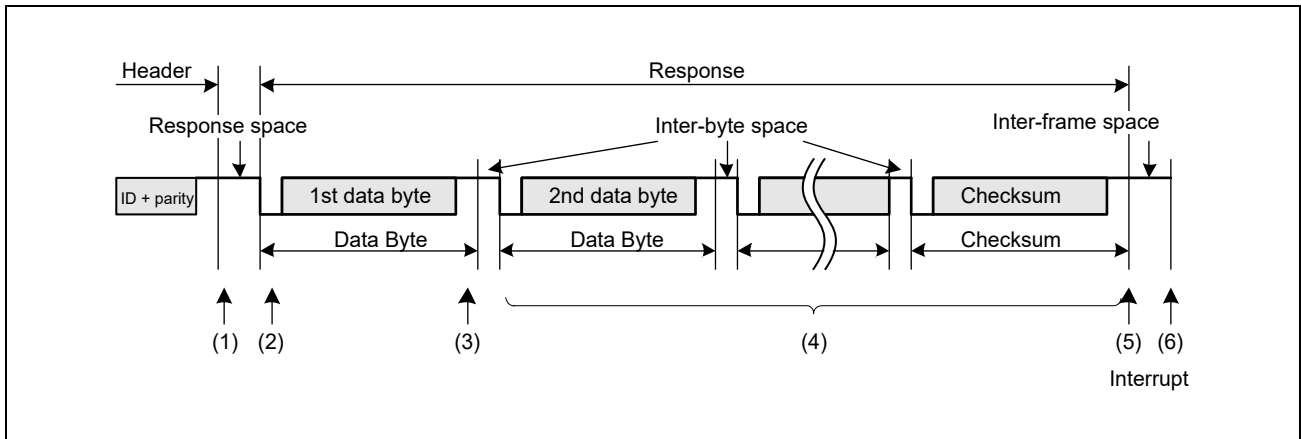 Header
Response
Response space
Inter-byte space
Inter-frame space
ID + parity
1st data byte
2nd data byte
Checksum
Data Byte
Data Byte
Checksum
(1)
(2)
(3)
(4)
(5)
(6)
Interrupt